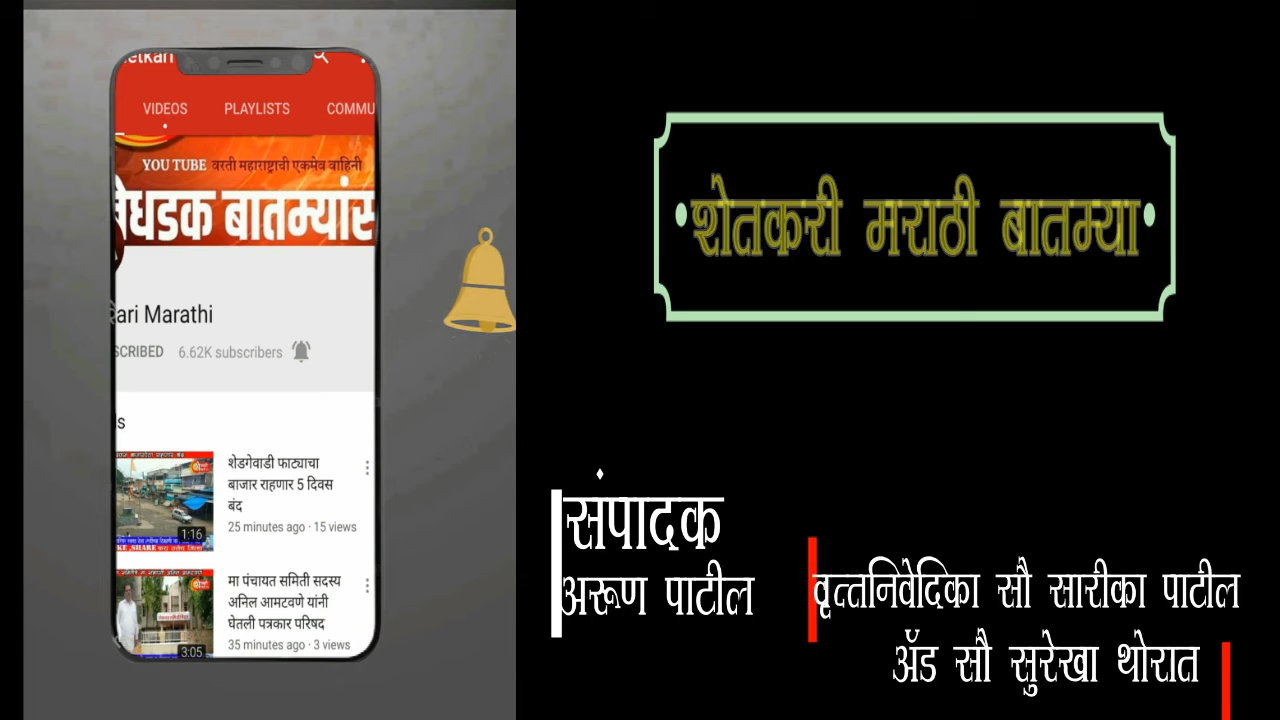 etkari
VIDEOS PLAYLISTS COMMU
YOU TUBE वरती महाराष्ट्राची एकमेव वाहिनी
बेधडक बातम्यांस
ari Marathi
SCRIBED 6.62K subscribers
ls
शेडगेवाडी फाट्याचा
बाजार राहणार 5 दिवस
बंद
25 minutes ago · 15 views
1:16
मा पंचायत समिती सदस्य
अनिल आमटवणे यांनी
घेतली पत्रकार परिषद
35 minutes ago · 3 views
3:05
शेतकरी मराठी बातम्या
संपादक
अरूण पाटील
वृत्तनिवेदिका सौ सारीका पाटील
ॲड सौ सुरेखा थोरात